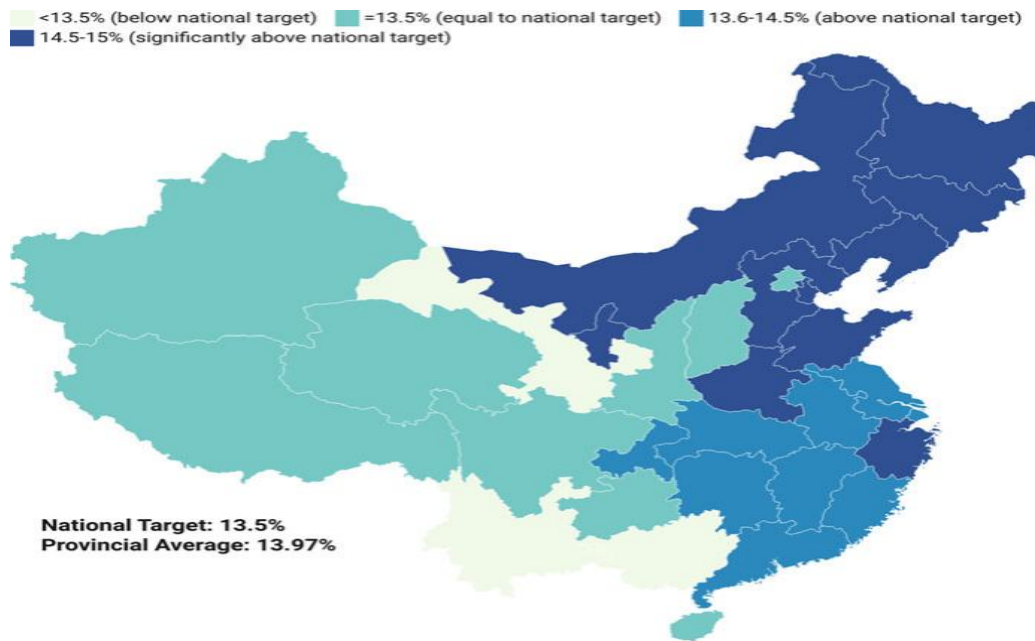 <13.5% (below national target) =13.5% (equal to national target) 13.6-14.5% (above national target)
14.5-15% (significantly above national target)
National Target: 13.5%
Provincial Average: 13.97%